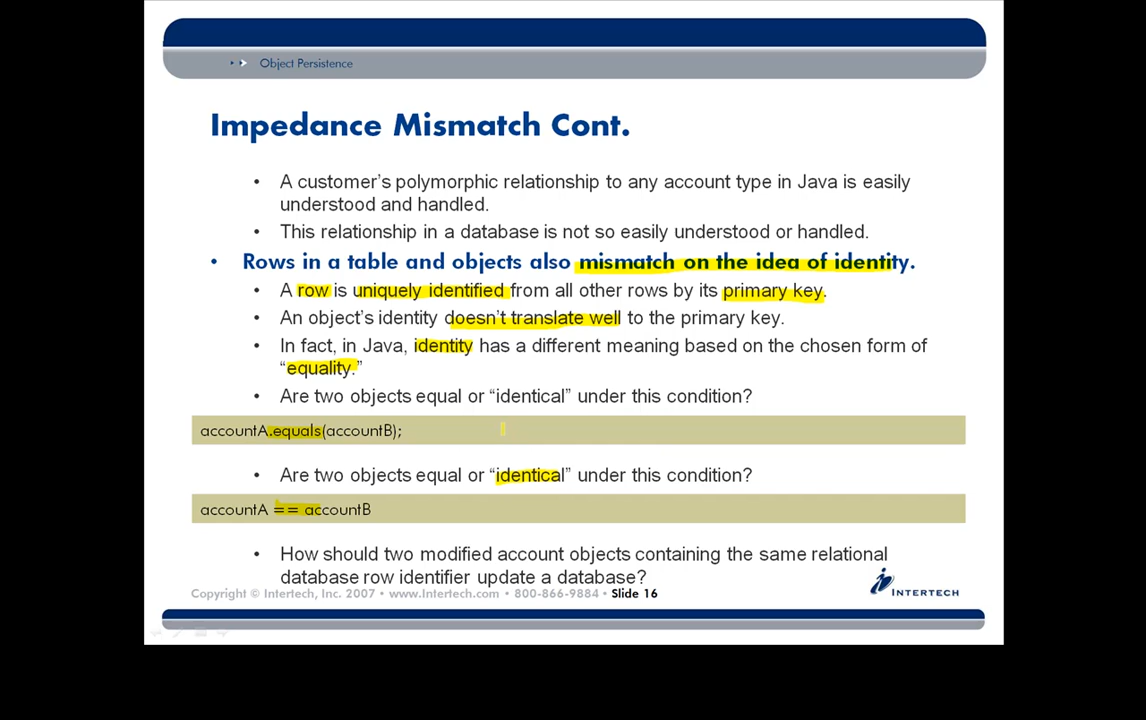 Object Persistence
Impedance Mismatch Cont.
• A customer's polymorphic relationship to any account type in Java is easily
understood and handled.
• This relationship in a database is not so easily understood or handled.
• Rows in a table and objects also mismatch on the idea of identity.
• A row is uniquely identified from all other rows by its primary key.
• An object's identity doesn't translate well to the primary key.
• In fact, in Java, identity has a different meaning based on the chosen form of
“equality.”
• Are two objects equal or “identical” under this condition?
accountA.equals(accountB);
• Are two objects equal or “identical” under this condition?
accountA == accountB
• How should two modified account objects containing the same relational
database row identifier update a database?
Copyright © Intertech, Inc. 2007 • www.Intertech.com • 800-866-9884 • Slide 16
INTERTECH